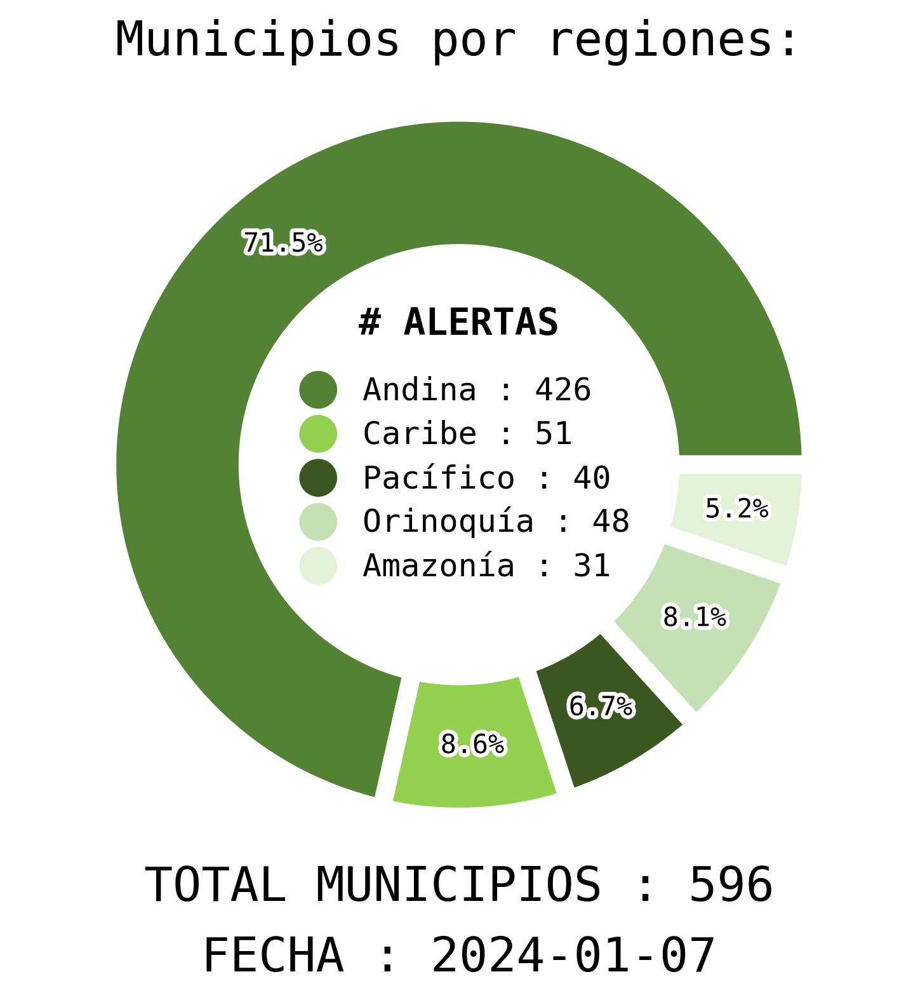 Municipios por regiones:
71.5%
# ALERTAS
Andina : 426
Caribe : 51
Pacífico : 40
Orinoquía : 48
Amazonía : 31
5.2%
8.1%
6.7%
8.6%
TOTAL MUNICIPIOS : 596
FECHA : 2024-01-07